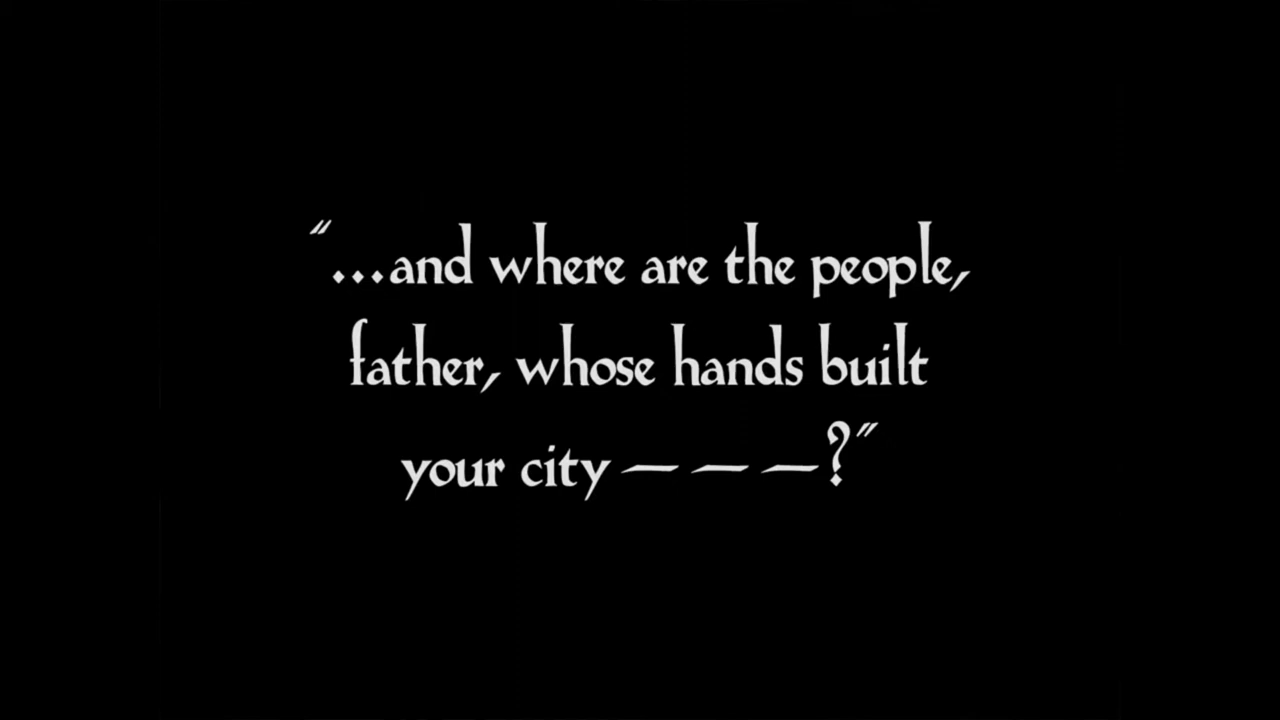 "...and where are the people,
father, whose hands built
your city — — —?"